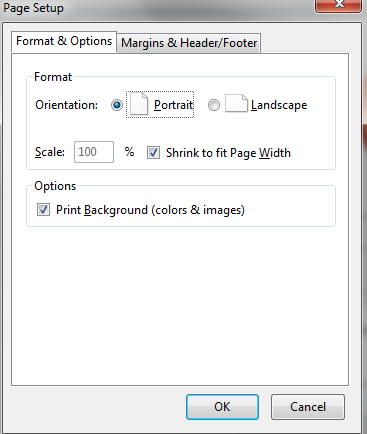 Page Setup
Format & Options
Margins & Header/Footer
Format
Orientation: Portrait Landscape
Scale: 100 % Shrink to fit Page Width
Options
Print Background (colors & images)
OK Cancel